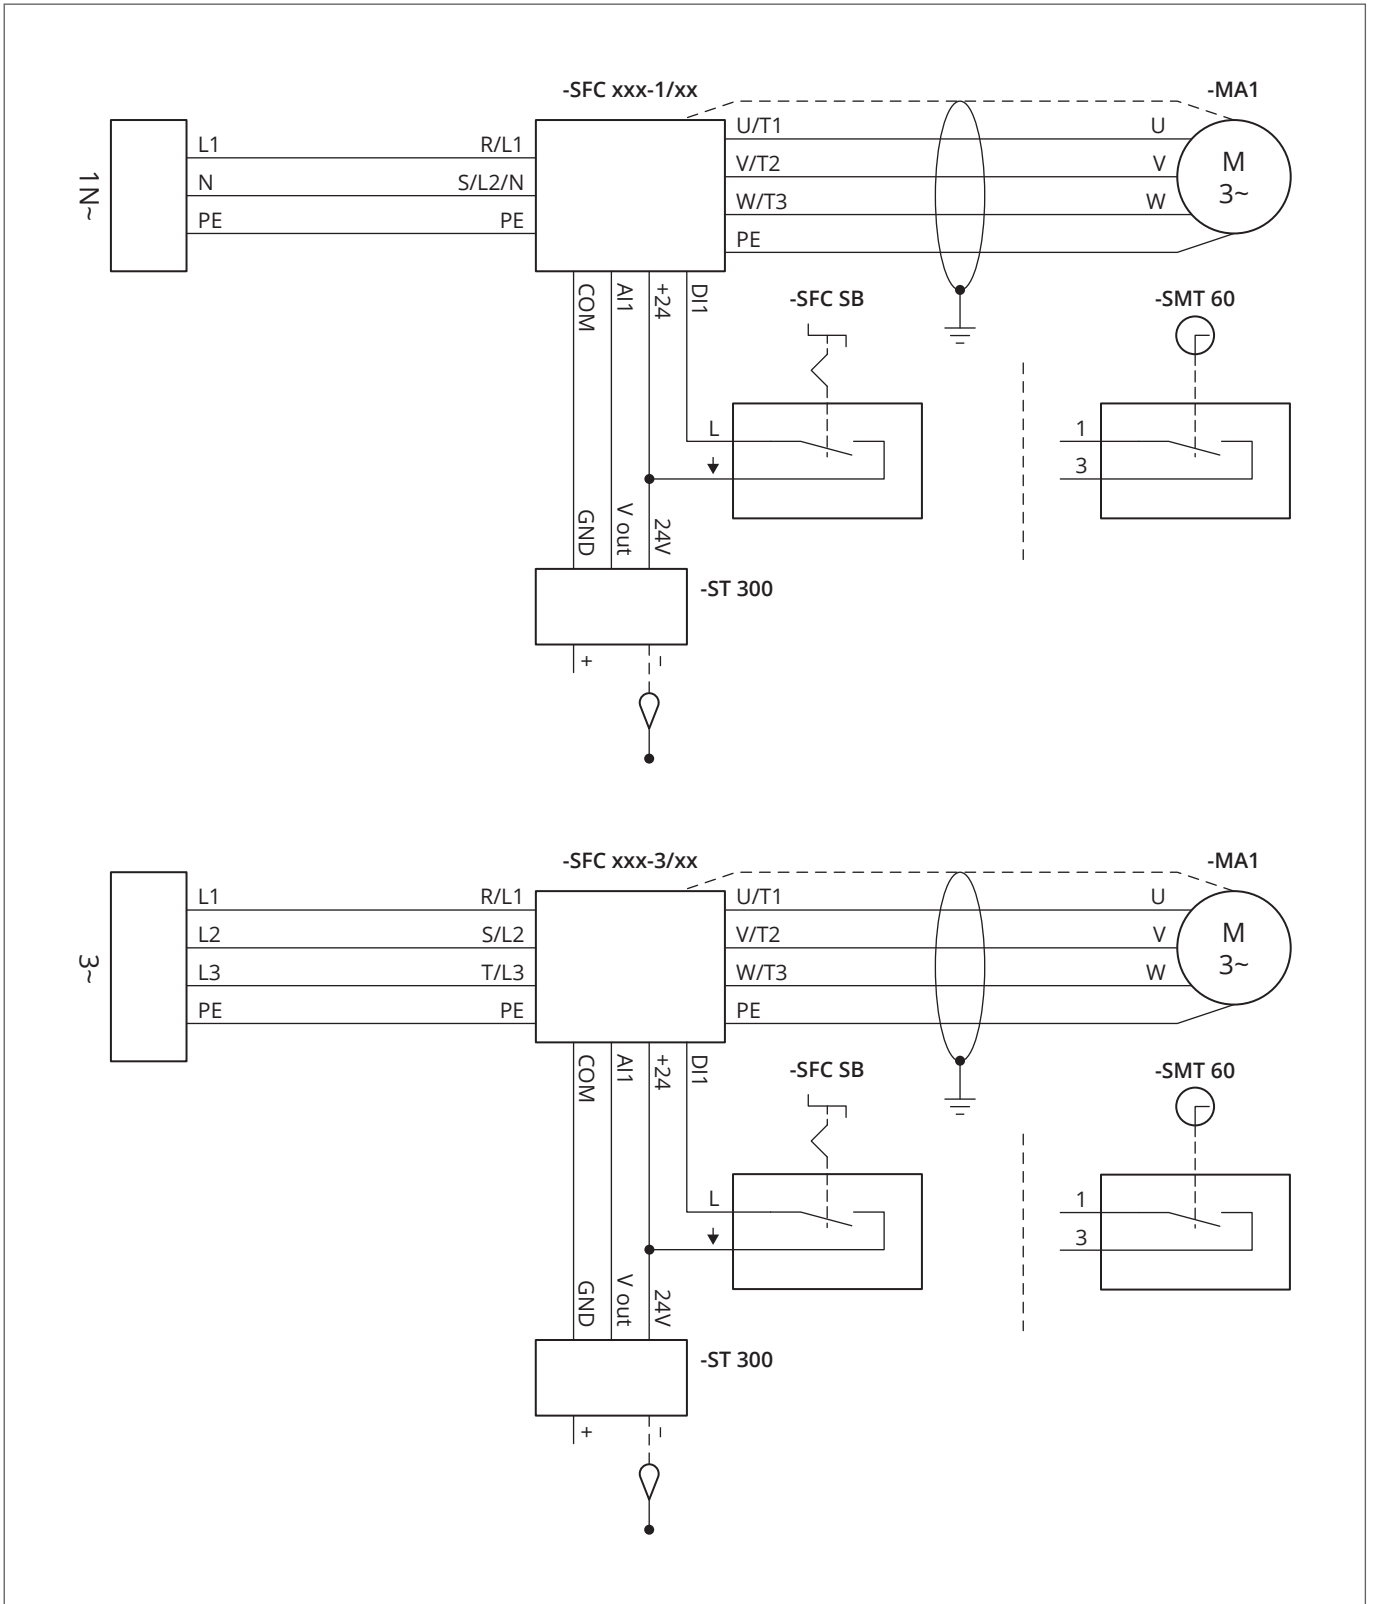 -SFC xxx-1/xx
-MA1
1 N~
L1
R/L1
N
S/L2/N
PE
PE
U/T1
U
V/T2
V
W/T3
W
PE
M
3~
COM
AI1
+24
DI1
-SFC SB
-SMT 60
L
1
3
GND
V out
24V
-ST 300
+
–
-SFC xxx-3/xx
-MA1
3~
L1
R/L1
L2
S/L2
L3
T/L3
PE
PE
U/T1
U
V/T2
V
W/T3
W
PE
M
3~
COM
AI1
+24
DI1
-SFC SB
-SMT 60
L
1
3
GND
V out
24V
-ST 300
+
–